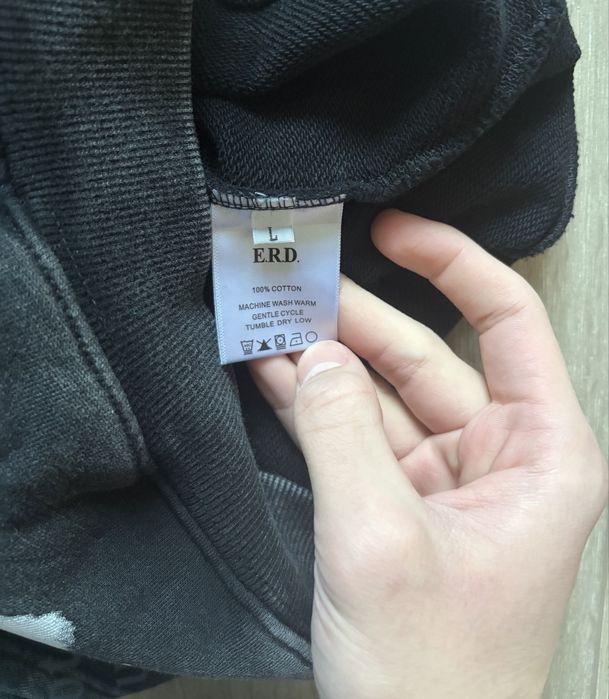 L
E.R.D.
100% COTTON
MACHINE WASH WARM
GENTLE CYCLE
TUMBLE DRY LOW